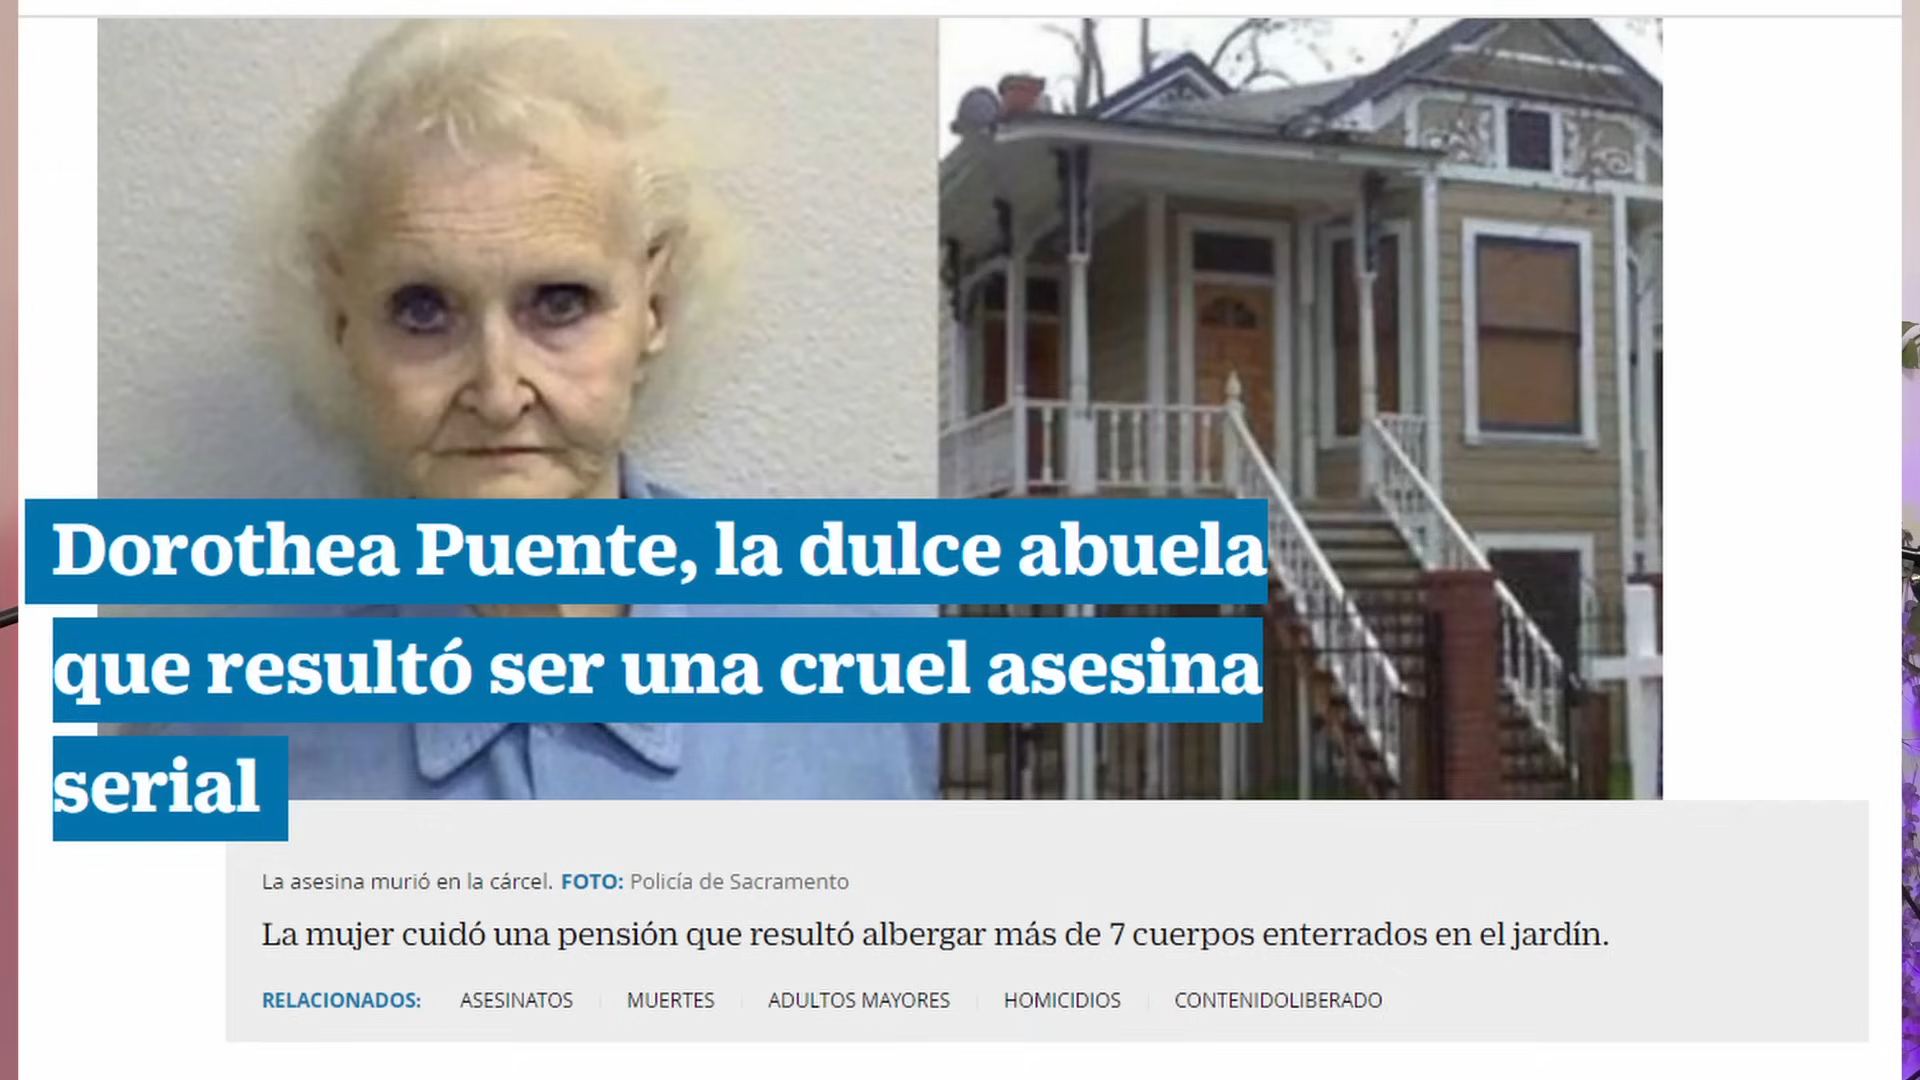 Dorothea Puente, la dulce abuela
que resultó ser una cruel asesina
serial
La asesina murió en la cárcel. FOTO: Policía de Sacramento
La mujer cuidó una pensión que resultó albergar más de 7 cuerpos enterrados en el jardín.
RELACIONADOS: ASESINATOS MUERTES ADULTOS MAYORES HOMICIDIOS CONTENIDOLIBERADO